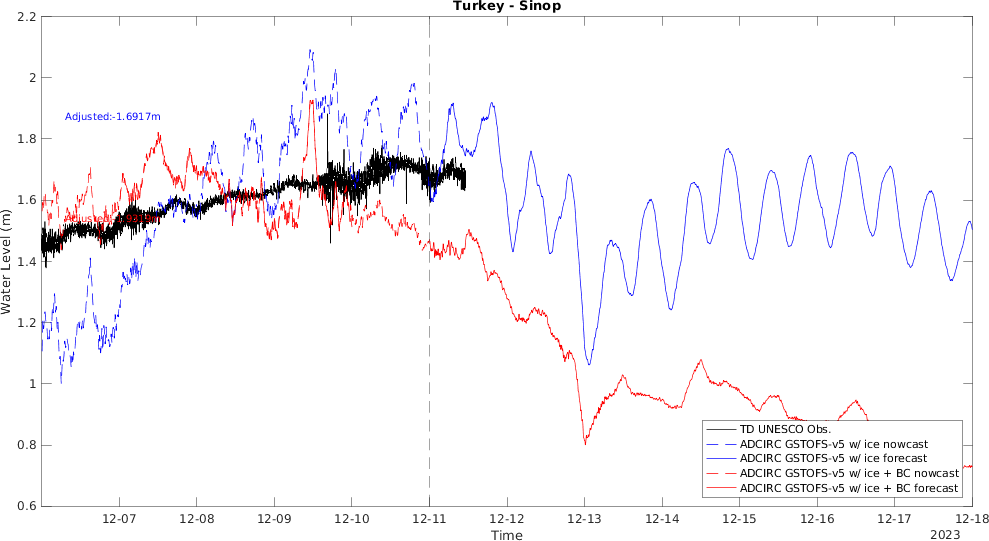 Turkey - Sinop
2.2
2
1.8
1.6
1.4
1.2
1
0.8
0.6
Water Level (m)
Adjusted:-1.6917m
Adjusted:
12-07
12-08
12-09
12-10
12-11
12-12
12-13
12-14
12-15
12-16
12-17
12-18
Time
2023
TD UNESCO Obs.
ADCIRC GSTOFS-v5 w/ ice nowcast
ADCIRC GSTOFS-v5 w/ ice forecast
ADCIRC GSTOFS-v5 w/ ice + BC nowcast
ADCIRC GSTOFS-v5 w/ ice + BC forecast